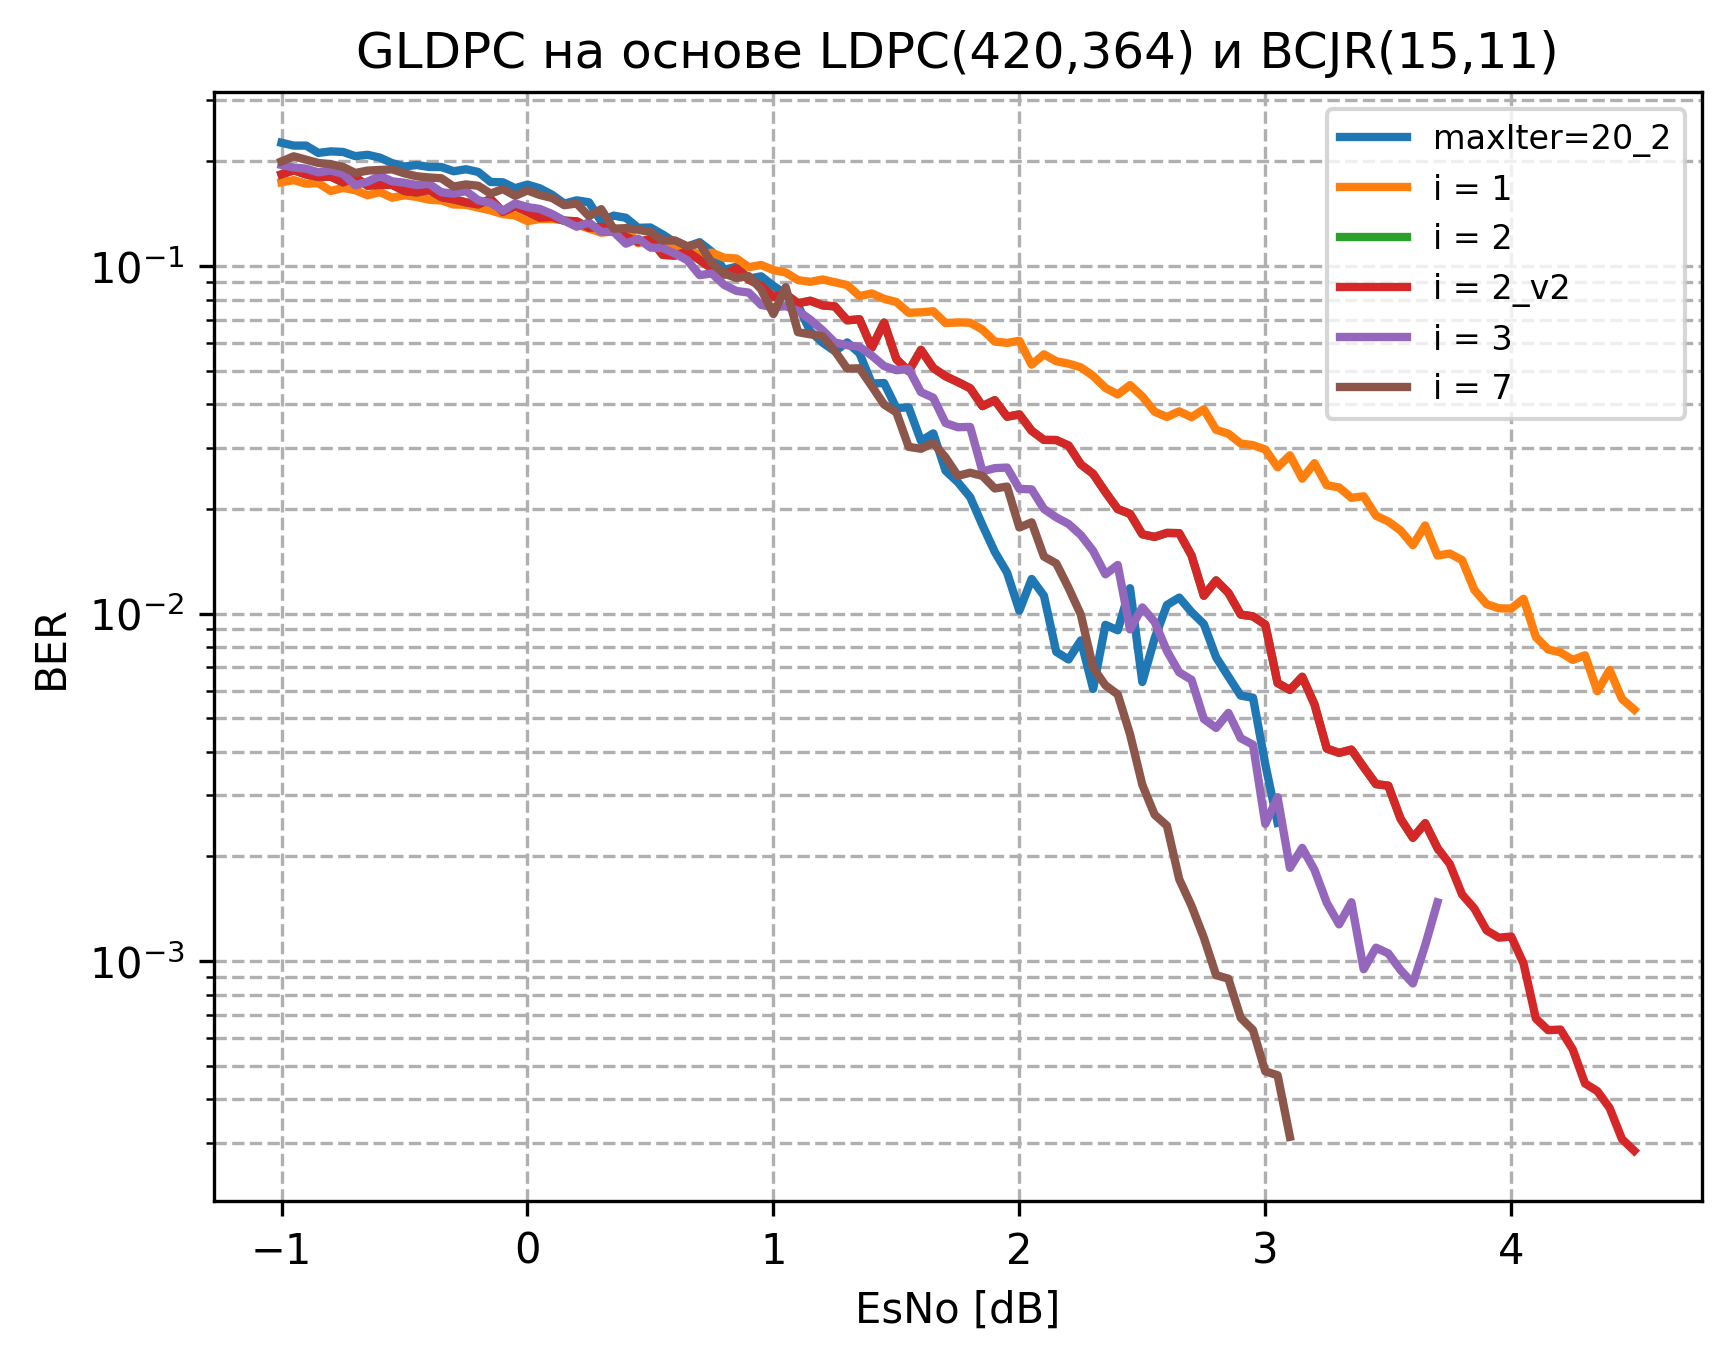 GLDPC на основе LDPC(420,364) и BCJR(15,11)
maxIter=20_2
i = 1
i = 2
i = 2_v2
i = 3
i = 7
BER
10⁻¹
10⁻²
10⁻³
−1 0 1 2 3 4
EsNo [dB]